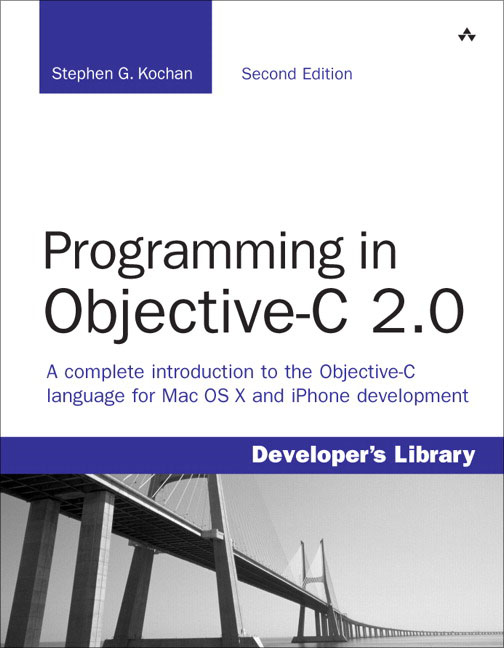 Stephen G. Kochan
Second Edition
Programming in
Objective-C 2.0
A complete introduction to the Objective-C
language for Mac OS X and iPhone development
Developer's Library